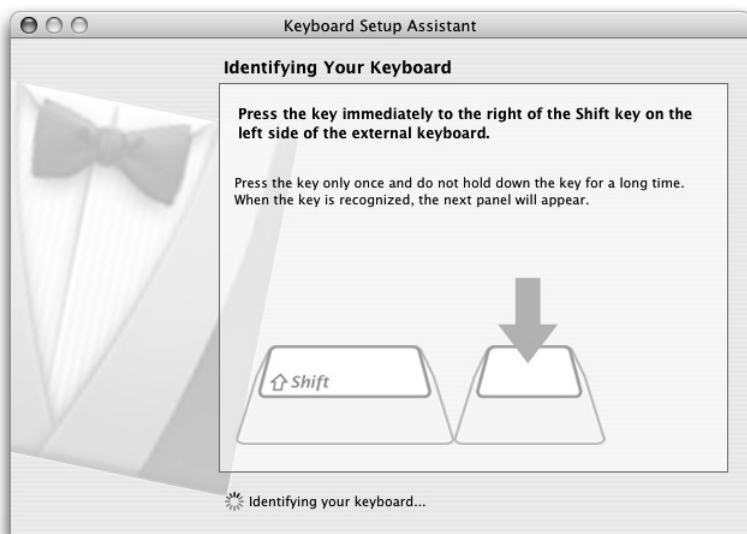 Keyboard Setup Assistant
Identifying Your Keyboard
Press the key immediately to the right of the Shift key on the
left side of the external keyboard.
Press the key only once and do not hold down the key for a long time.
When the key is recognized, the next panel will appear.
Shift
Identifying your keyboard...